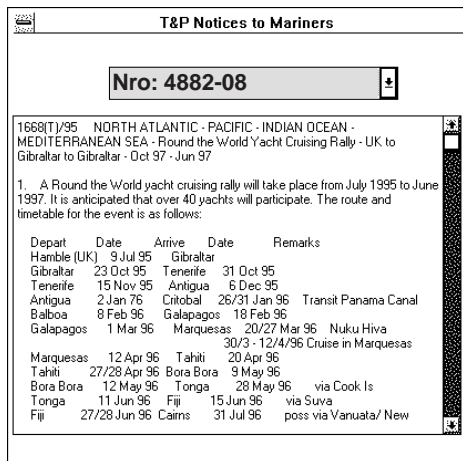 T&P Notices to Mariners
Nro: 4882-08
1668(T)/95 NORTH ATLANTIC - PACIFIC - INDIAN OCEAN -
MEDITERRANEAN SEA - Round the World Yacht Cruising Rally - UK to
Gibraltar to Gibraltar - Oct 97 - Jun 97
1. A Round the World yacht cruising rally will take place from July 1995 to June
1997. It is anticipated that over 40 yachts will participate. The route and
timetable for the event is as follows:
Depart Date Arrive Date Remarks
Hamble (UK) 9 Jul 95 Gibraltar
Gibraltar 23 Oct 95 Tenerife 31 Oct 95
Tenerife 15 Nov 95 Antigua 6 Dec 95
Antigua 2 Jan 76 Critobal 26/31 Jan 96 Transit Panama Canal
Balboa 8 Feb 96 Galapagos 18 Feb 96
Galapagos 1 Mar 96 Marquesas 20/27 Mar 96 Nuku Hiva
30/3 - 12/4/96 Cruise in Marquesas
Marquesas 12 Apr 96 Tahiti 20 Apr 96
Tahiti 27/28 Apr 96 Bora Bora 9 May 96
Bora Bora 12 May 96 Tonga 28 May 96 via Cook Is
Tonga 11 Jun 96 Fiji 15 Jun 96 via Suva
Fiji 27/28 Jun 96 Cairns 31 Jul 96 poss via Vanuata/ New